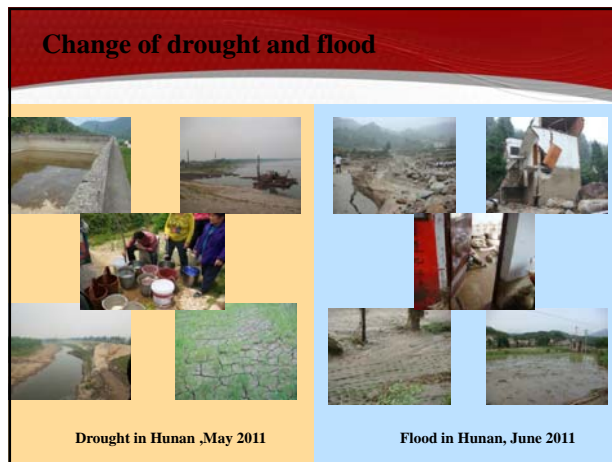 Change of drought and flood
Drought in Hunan ,May 2011
Flood in Hunan, June 2011